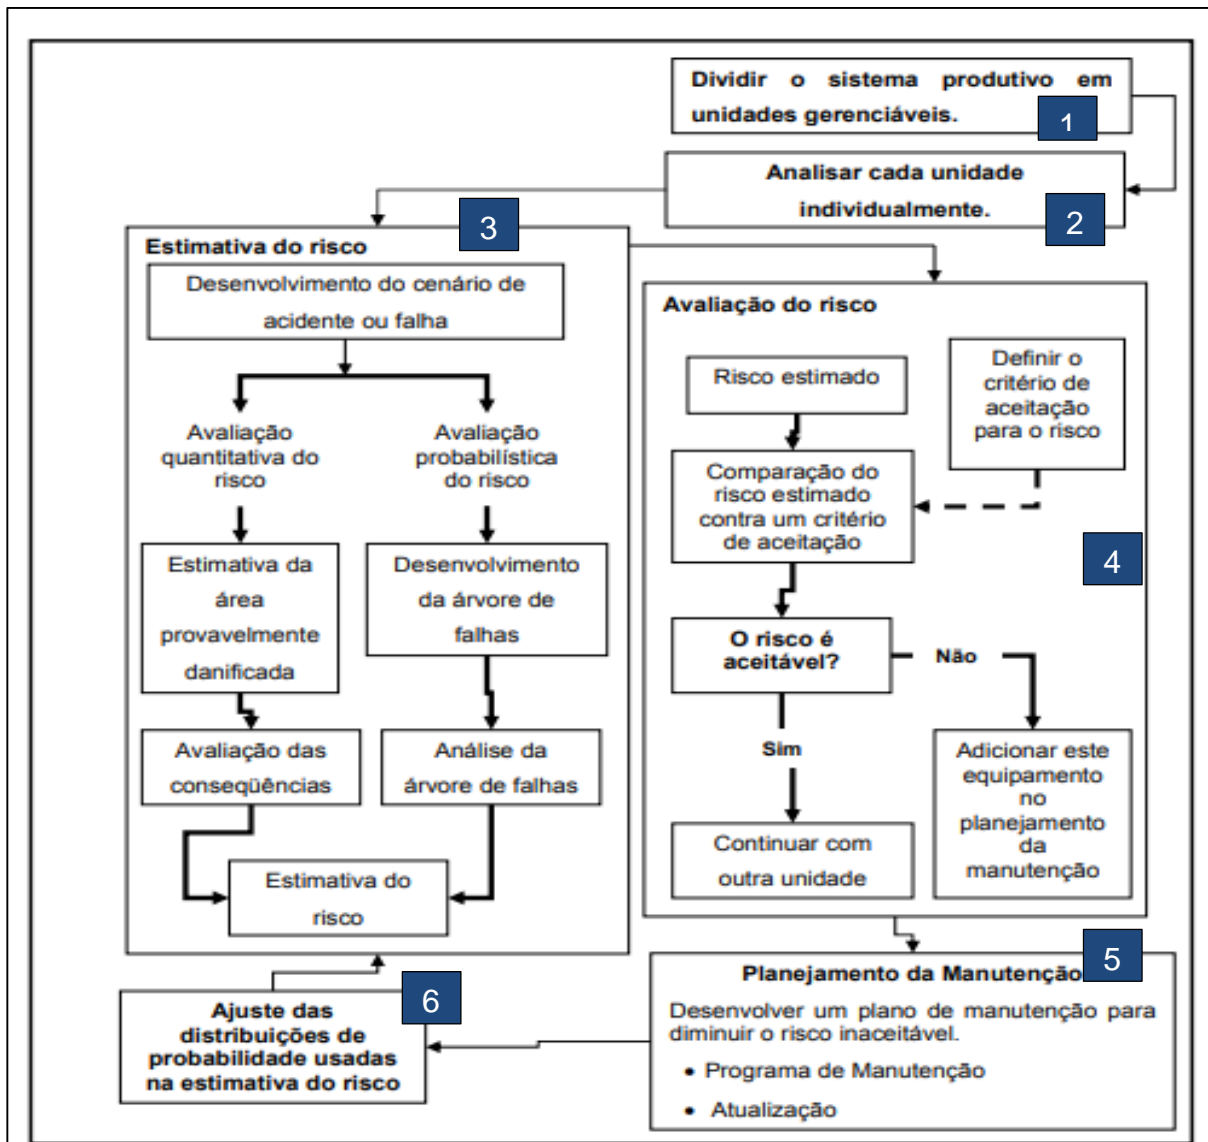 Dividir o sistema produtivo em
unidades gerenciáveis.
1
Analisar cada unidade
individualmente.
2
3
Estimativa do risco
Desenvolvimento do cenário de
acidente ou falha
Avaliação
quantitativa do
risco
Avaliação
probabilística
do risco
Estimativa da
área
provavelmente
danificada
Desenvolvimento
da árvore de
falhas
Avaliação das
conseqüências
Análise da
árvore de falhas
Estimativa do
risco
Avaliação do risco
Risco estimado
Definir o
critério de
aceitação
para o risco
Comparação do
risco estimado
contra um critério
de aceitação
4
O risco é
aceitável?
Não
Sim
Adicionar este
equipamento
no
planejamento
da
manutenção
Continuar com
outra unidade
5
Planejamento da Manutenção
Desenvolver um plano de manutenção para
diminuir o risco inaceitável.
• Programa de Manutenção
• Atualização
6
Ajuste das
distribuições de
probabilidade usadas
na estimativa do risco